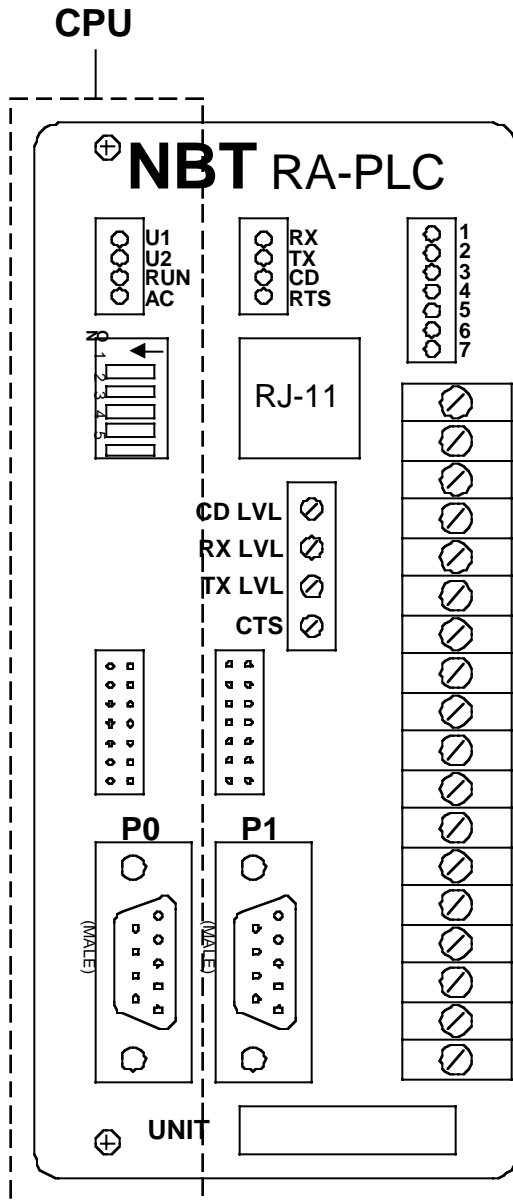 CPU
NBT RA-PLC
U1
U2
RUN
AC
RX
TX
CD
RTS
1
2
3
4
5
6
7
ON
1
2
3
4
5
RJ-11
CD LVL
RX LVL
TX LVL
CTS
P0
P1
(MALE)
(MALE)
UNIT